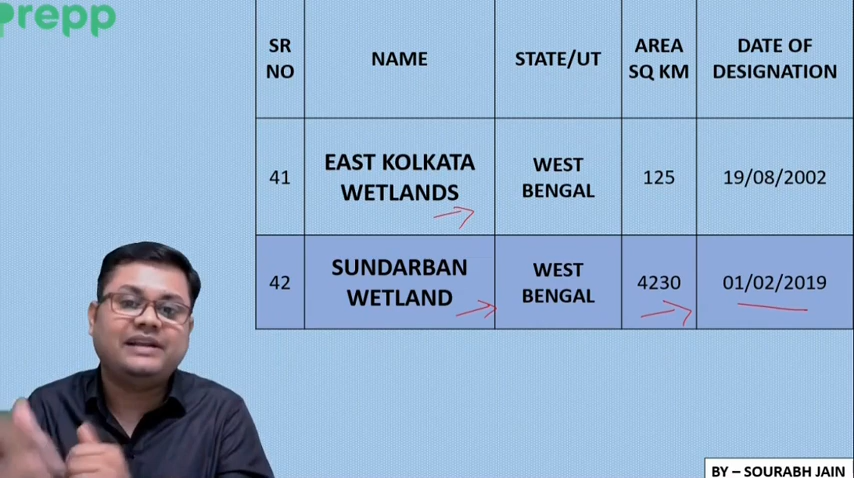 Prepp
SR
NO
NAME
STATE/UT
AREA
SQ KM
DATE OF
DESIGNATION
41
EAST KOLKATA
WETLANDS
WEST
BENGAL
125
19/08/2002
42
SUNDARBAN
WETLAND
WEST
BENGAL
4230
01/02/2019
BY – SOURABH JAIN